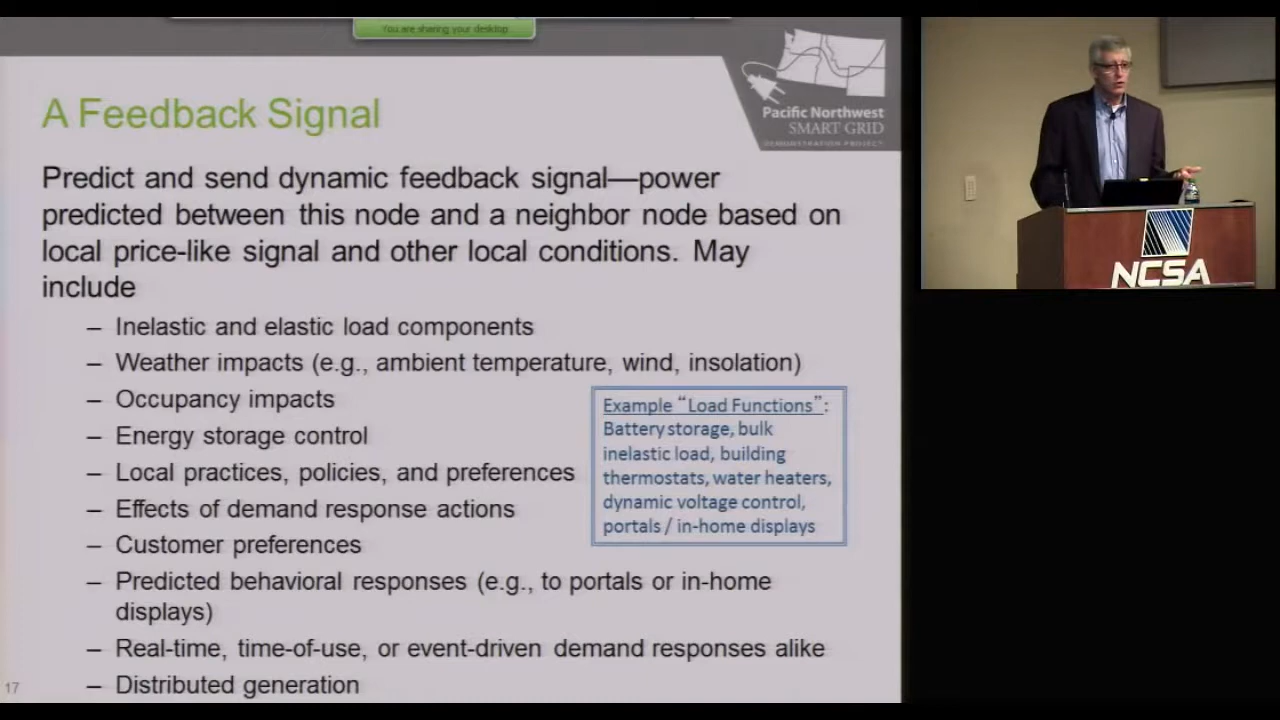 You are sharing your desktop
Pacific Northwest
SMART GRID
DEMONSTRATION PROJECT
A Feedback Signal
Predict and send dynamic feedback signal—power
predicted between this node and a neighbor node based on
local price-like signal and other local conditions. May
include
– Inelastic and elastic load components
– Weather impacts (e.g., ambient temperature, wind, insolation)
– Occupancy impacts
– Energy storage control
– Local practices, policies, and preferences
– Effects of demand response actions
– Customer preferences
– Predicted behavioral responses (e.g., to portals or in-home
displays)
– Real-time, time-of-use, or event-driven demand responses alike
– Distributed generation
Example “Load Functions”:
Battery storage, bulk
inelastic load, building
thermostats, water heaters,
dynamic voltage control,
portals / in-home displays
17
NCSA